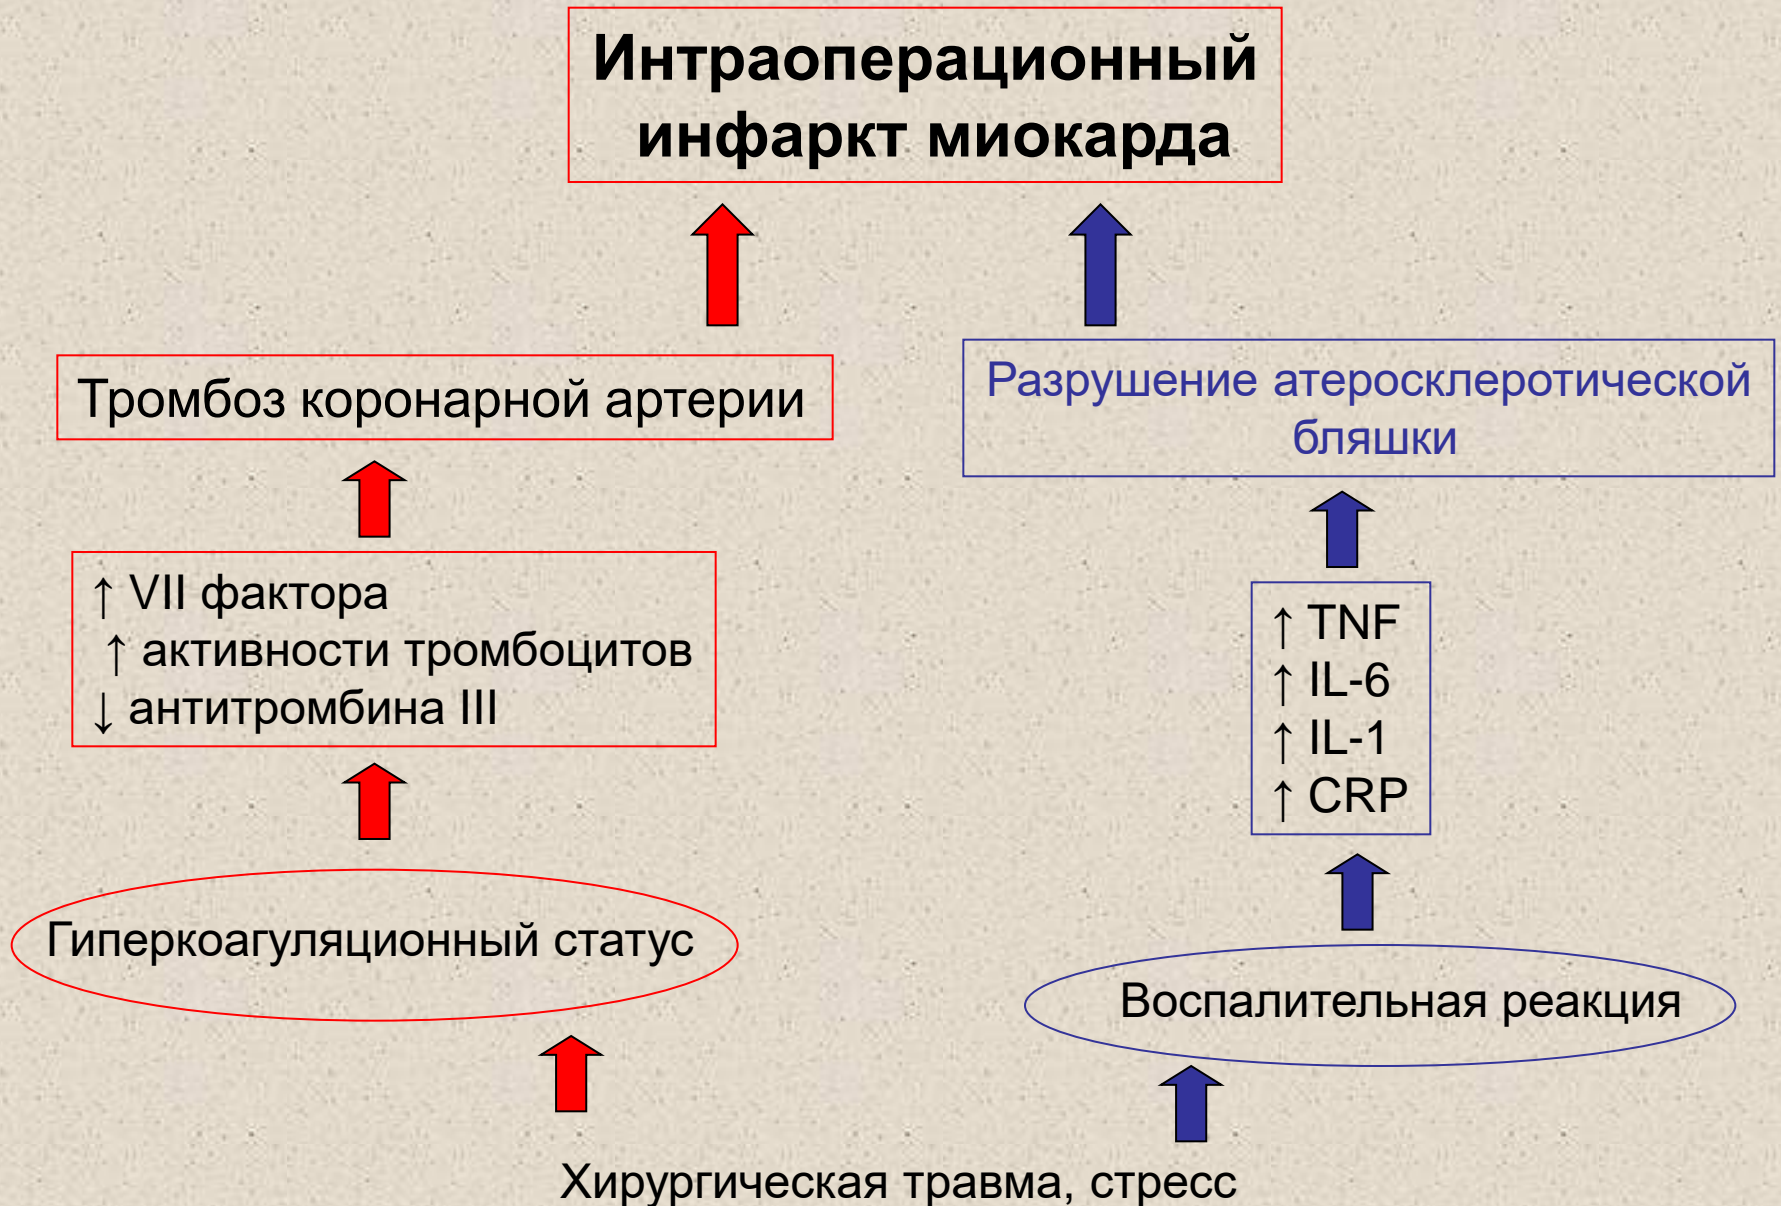 Интраоперационный
инфаркт миокарда
Тромбоз коронарной артерии
Разрушение атеросклеротической
бляшки
↑ VII фактора
↑ активности тромбоцитов
↓ антитромбина III
↑ TNF
↑ IL-6
↑ IL-1
↑ CRP
Гиперкоагуляционный статус
Воспалительная реакция
Хирургическая травма, стресс